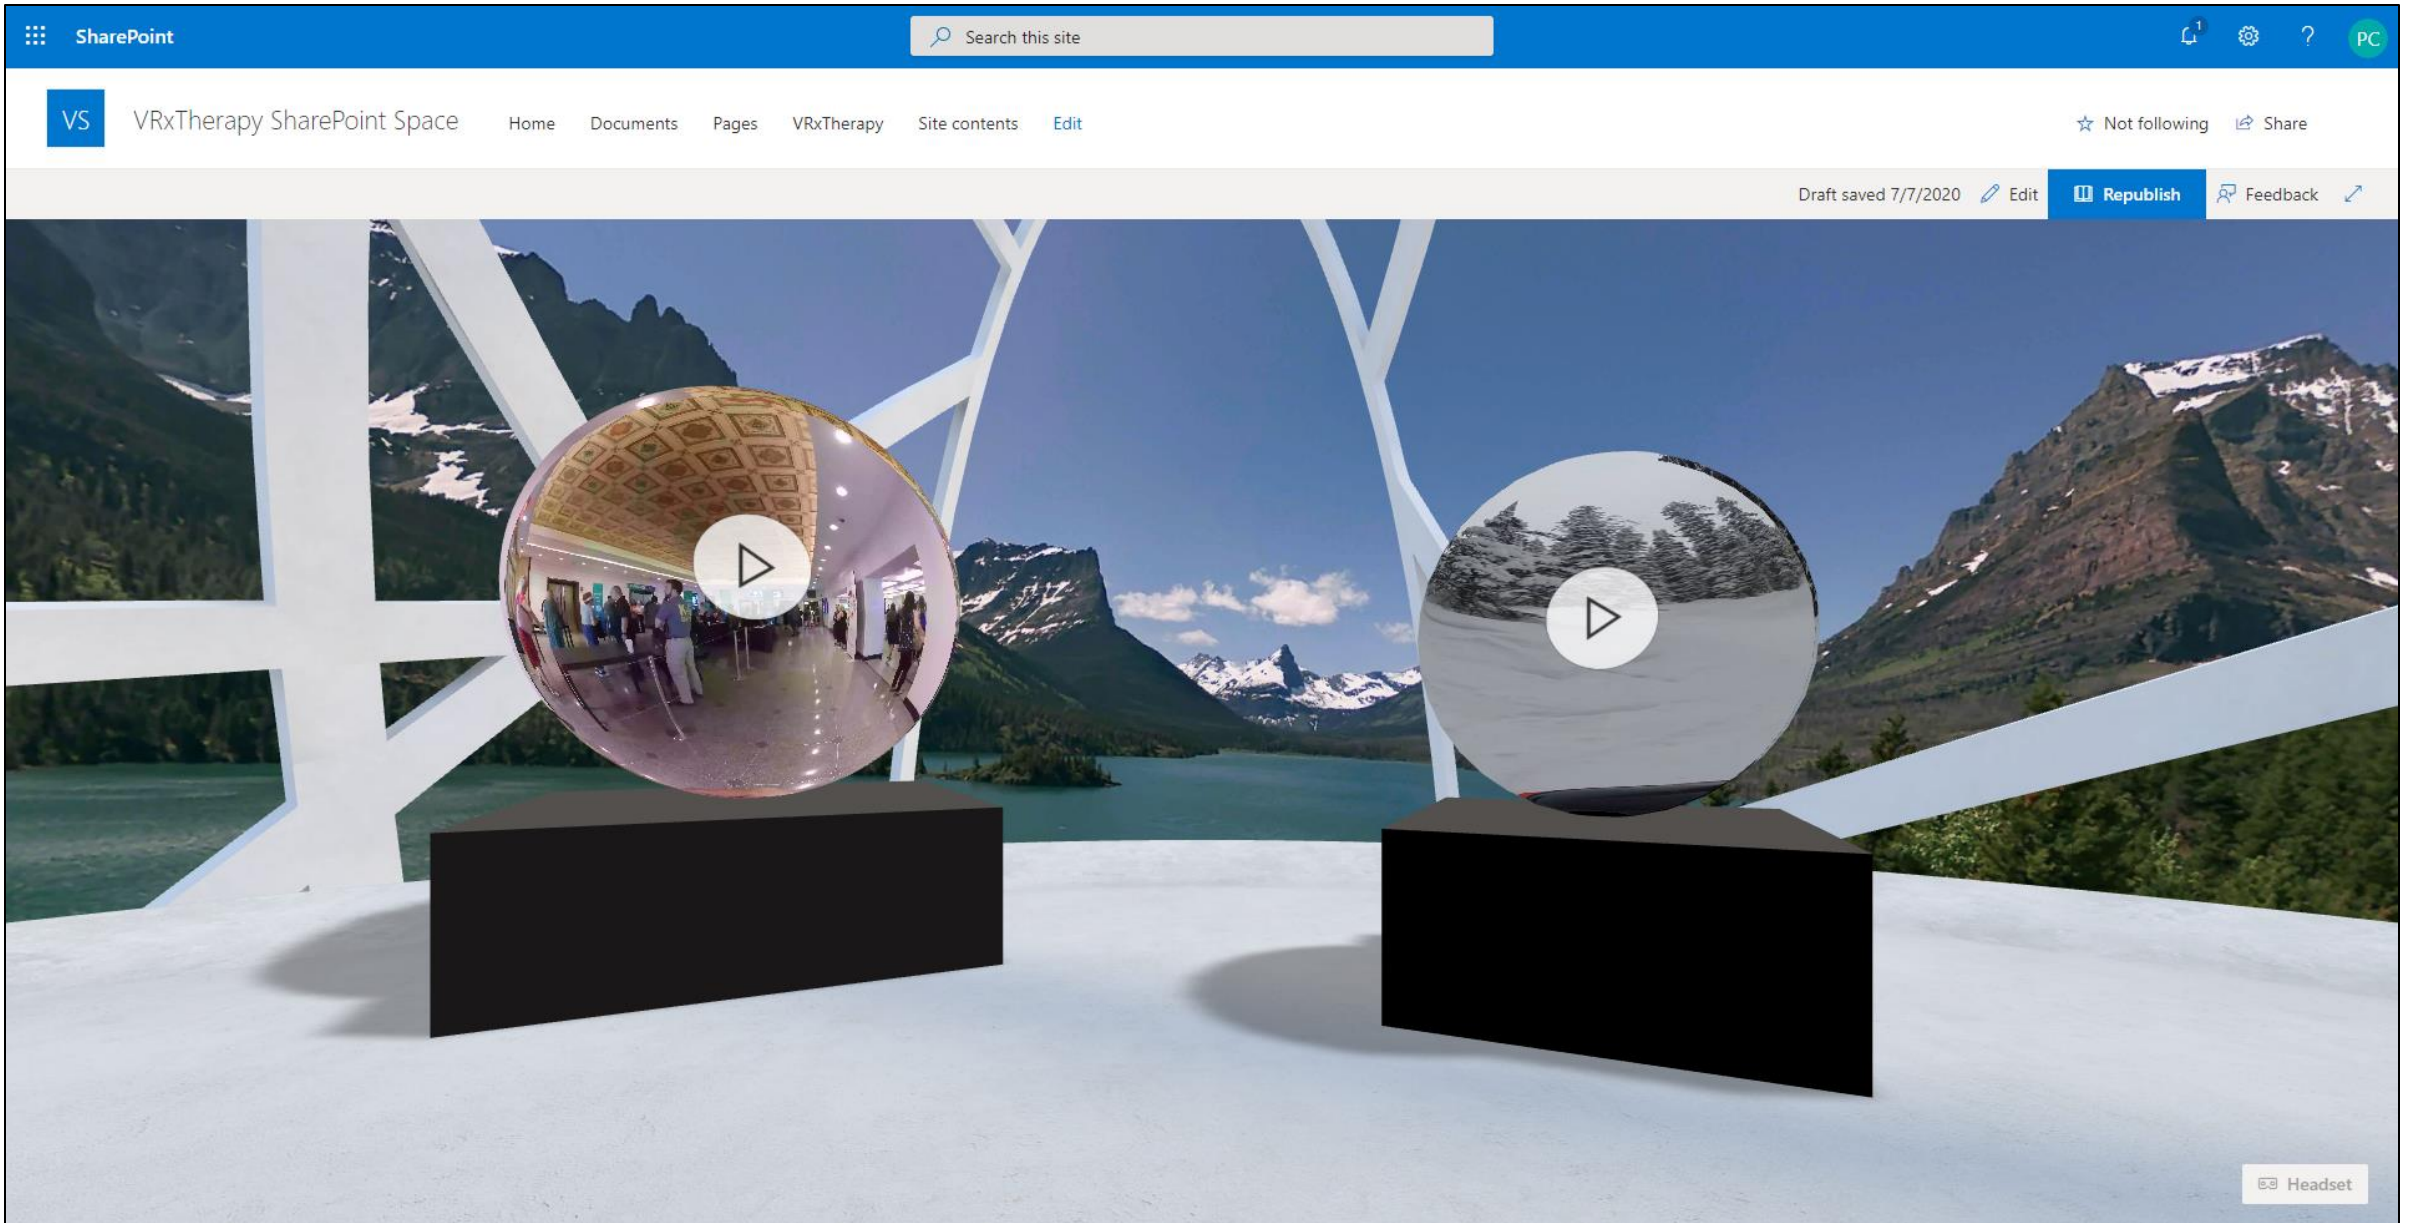 SharePoint
Search this site
1
?
PC
VS
VRxTherapy SharePoint Space
Home
Documents
Pages
VRxTherapy
Site contents
Edit
Not following
Share
Draft saved 7/7/2020
Edit
Republish
Feedback
Headset